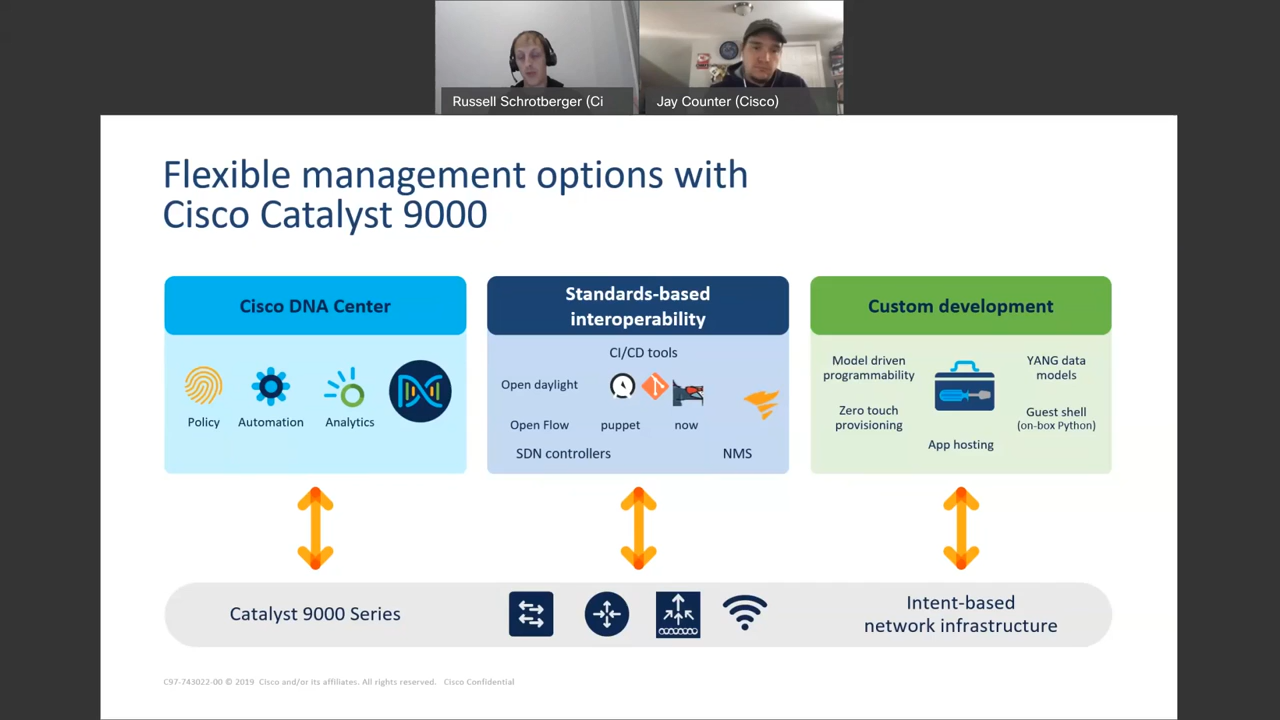 Russell Schrotberger (Ci
Jay Counter (Cisco)
Flexible management options with
Cisco Catalyst 9000
Cisco DNA Center
Policy
Automation
Analytics
Standards-based
interoperability
CI/CD tools
Open daylight
Open Flow
puppet
now
SDN controllers
NMS
Custom development
Model driven
programmability
YANG data
models
Zero touch
provisioning
Guest shell
(on-box Python)
App hosting
Catalyst 9000 Series
Intent-based
network infrastructure
C97-743022-00 © 2019 Cisco and/or its affiliates. All rights reserved. Cisco Confidential